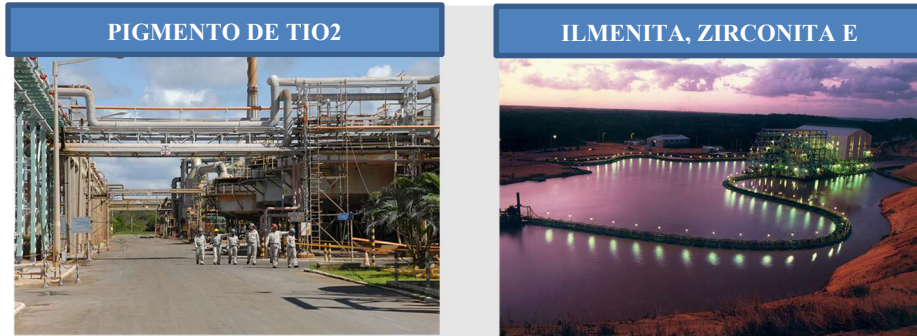 PIGMENTO DE TIO2
ILMENITA, ZIRCONITA E